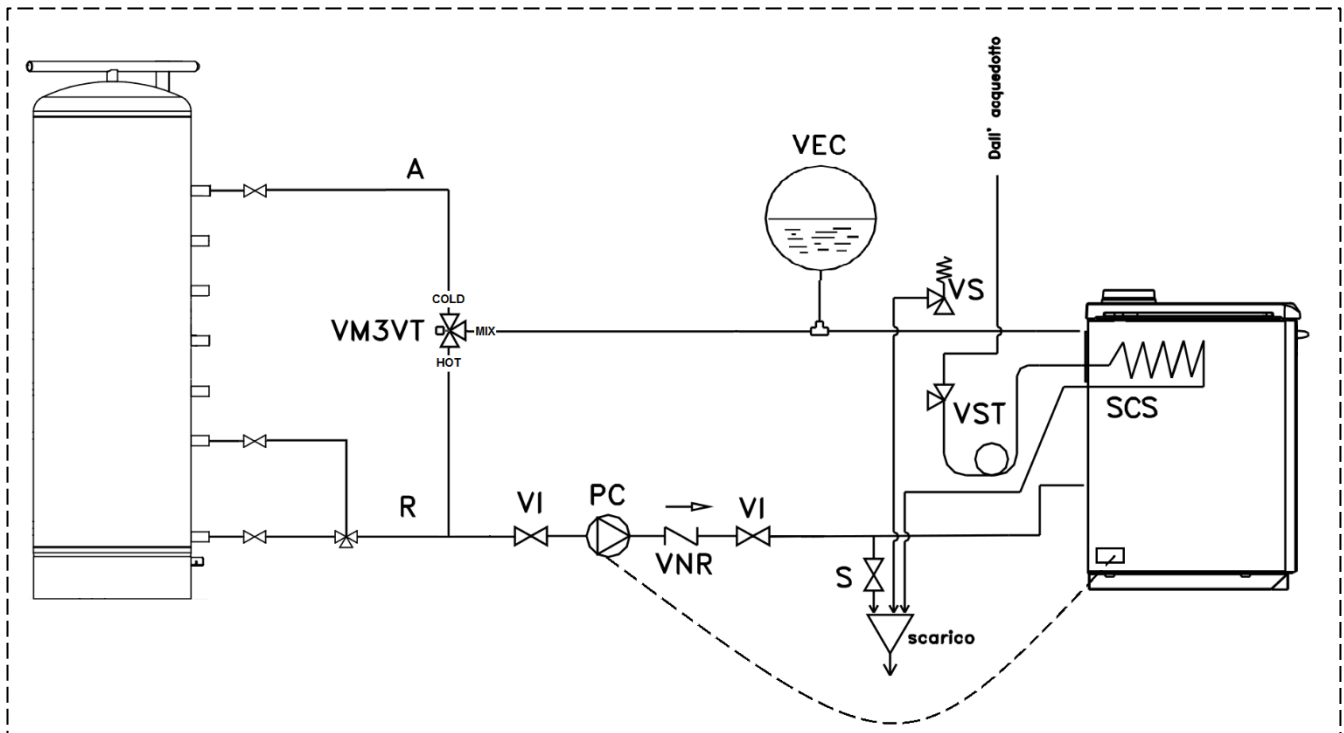 Dall' acquedotto
VEC
A
VS
COLD
VM3VT
MIX
HOT
VST
SCS
R
VI
PC
VNR
VI
S
scarico